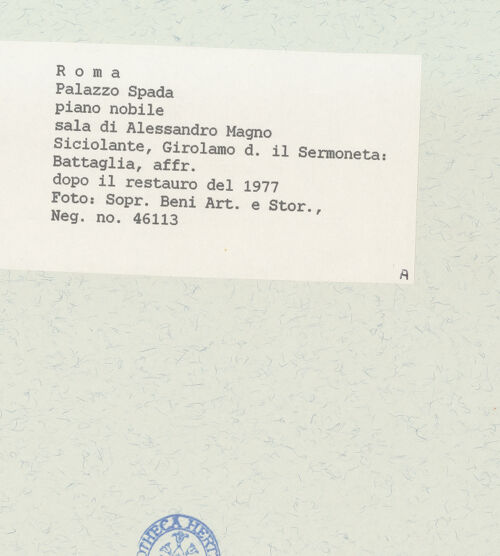 R o m a
Palazzo Spada
piano nobile
sala di Alessandro Magno
Siciolante, Girolamo d. il Sermoneta:
Battaglia, affr.
dopo il restauro del 1977
Foto: Sopr. Beni Art. e Stor.,
Neg. no. 46113
A